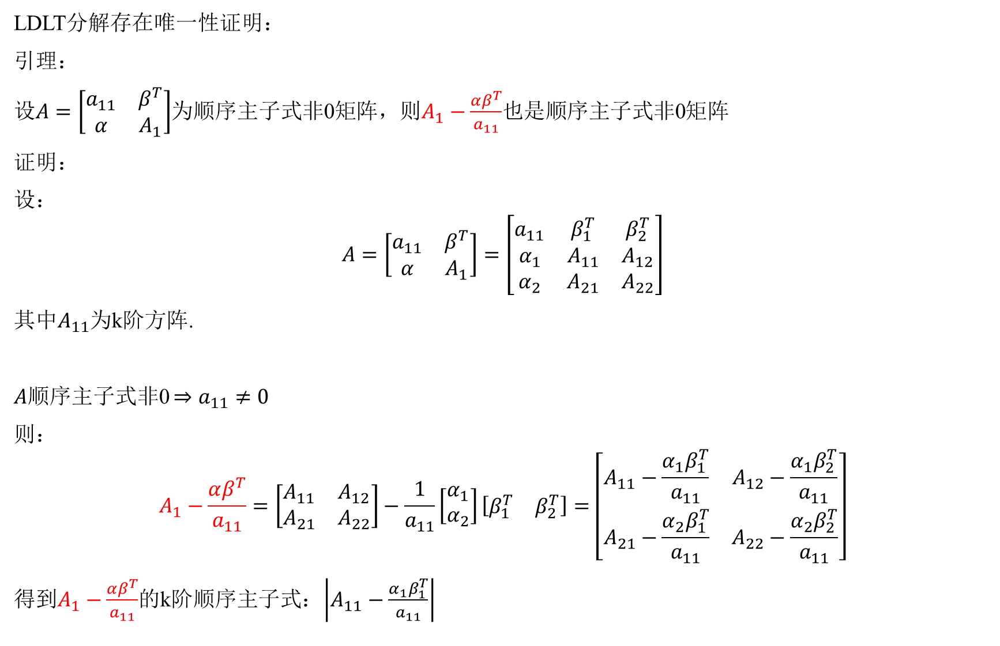 LDLT分解存在唯一性证明：
引理：
设$A = \begin{bmatrix} a_{11} & \beta^T \\ \alpha & A_1 \end{bmatrix}$为顺序主子式非0矩阵，则$A_1 - \frac{\alpha\beta^T}{a_{11}}$也是顺序主子式非0矩阵
证明：
设：
$A = \begin{bmatrix} a_{11} & \beta^T \\ \alpha & A_1 \end{bmatrix} = \begin{bmatrix} a_{11} & \beta_1^T & \beta_2^T \\ \alpha_1 & A_{11} & A_{12} \\ \alpha_2 & A_{21} & A_{22} \end{bmatrix}$
其中$A_{11}$为k阶方阵.
$A$顺序主子式非0$\Rightarrow a_{11} \neq 0$
则：
$A_1 - \frac{\alpha\beta^T}{a_{11}} = \begin{bmatrix} A_{11} & A_{12} \\ A_{21} & A_{22} \end{bmatrix} - \frac{1}{a_{11}} \begin{bmatrix} \alpha_1 \\ \alpha_2 \end{bmatrix} [\beta_1^T \quad \beta_2^T] = \begin{bmatrix} A_{11} - \frac{\alpha_1\beta_1^T}{a_{11}} & A_{12} - \frac{\alpha_1\beta_2^T}{a_{11}} \\ A_{21} - \frac{\alpha_2\beta_1^T}{a_{11}} & A_{22} - \frac{\alpha_2\beta_2^T}{a_{11}} \end{bmatrix}$
得到$A_1 - \frac{\alpha\beta^T}{a_{11}}$的k阶顺序主子式：$\left| A_{11} - \frac{\alpha_1\beta_1^T}{a_{11}} \right|$